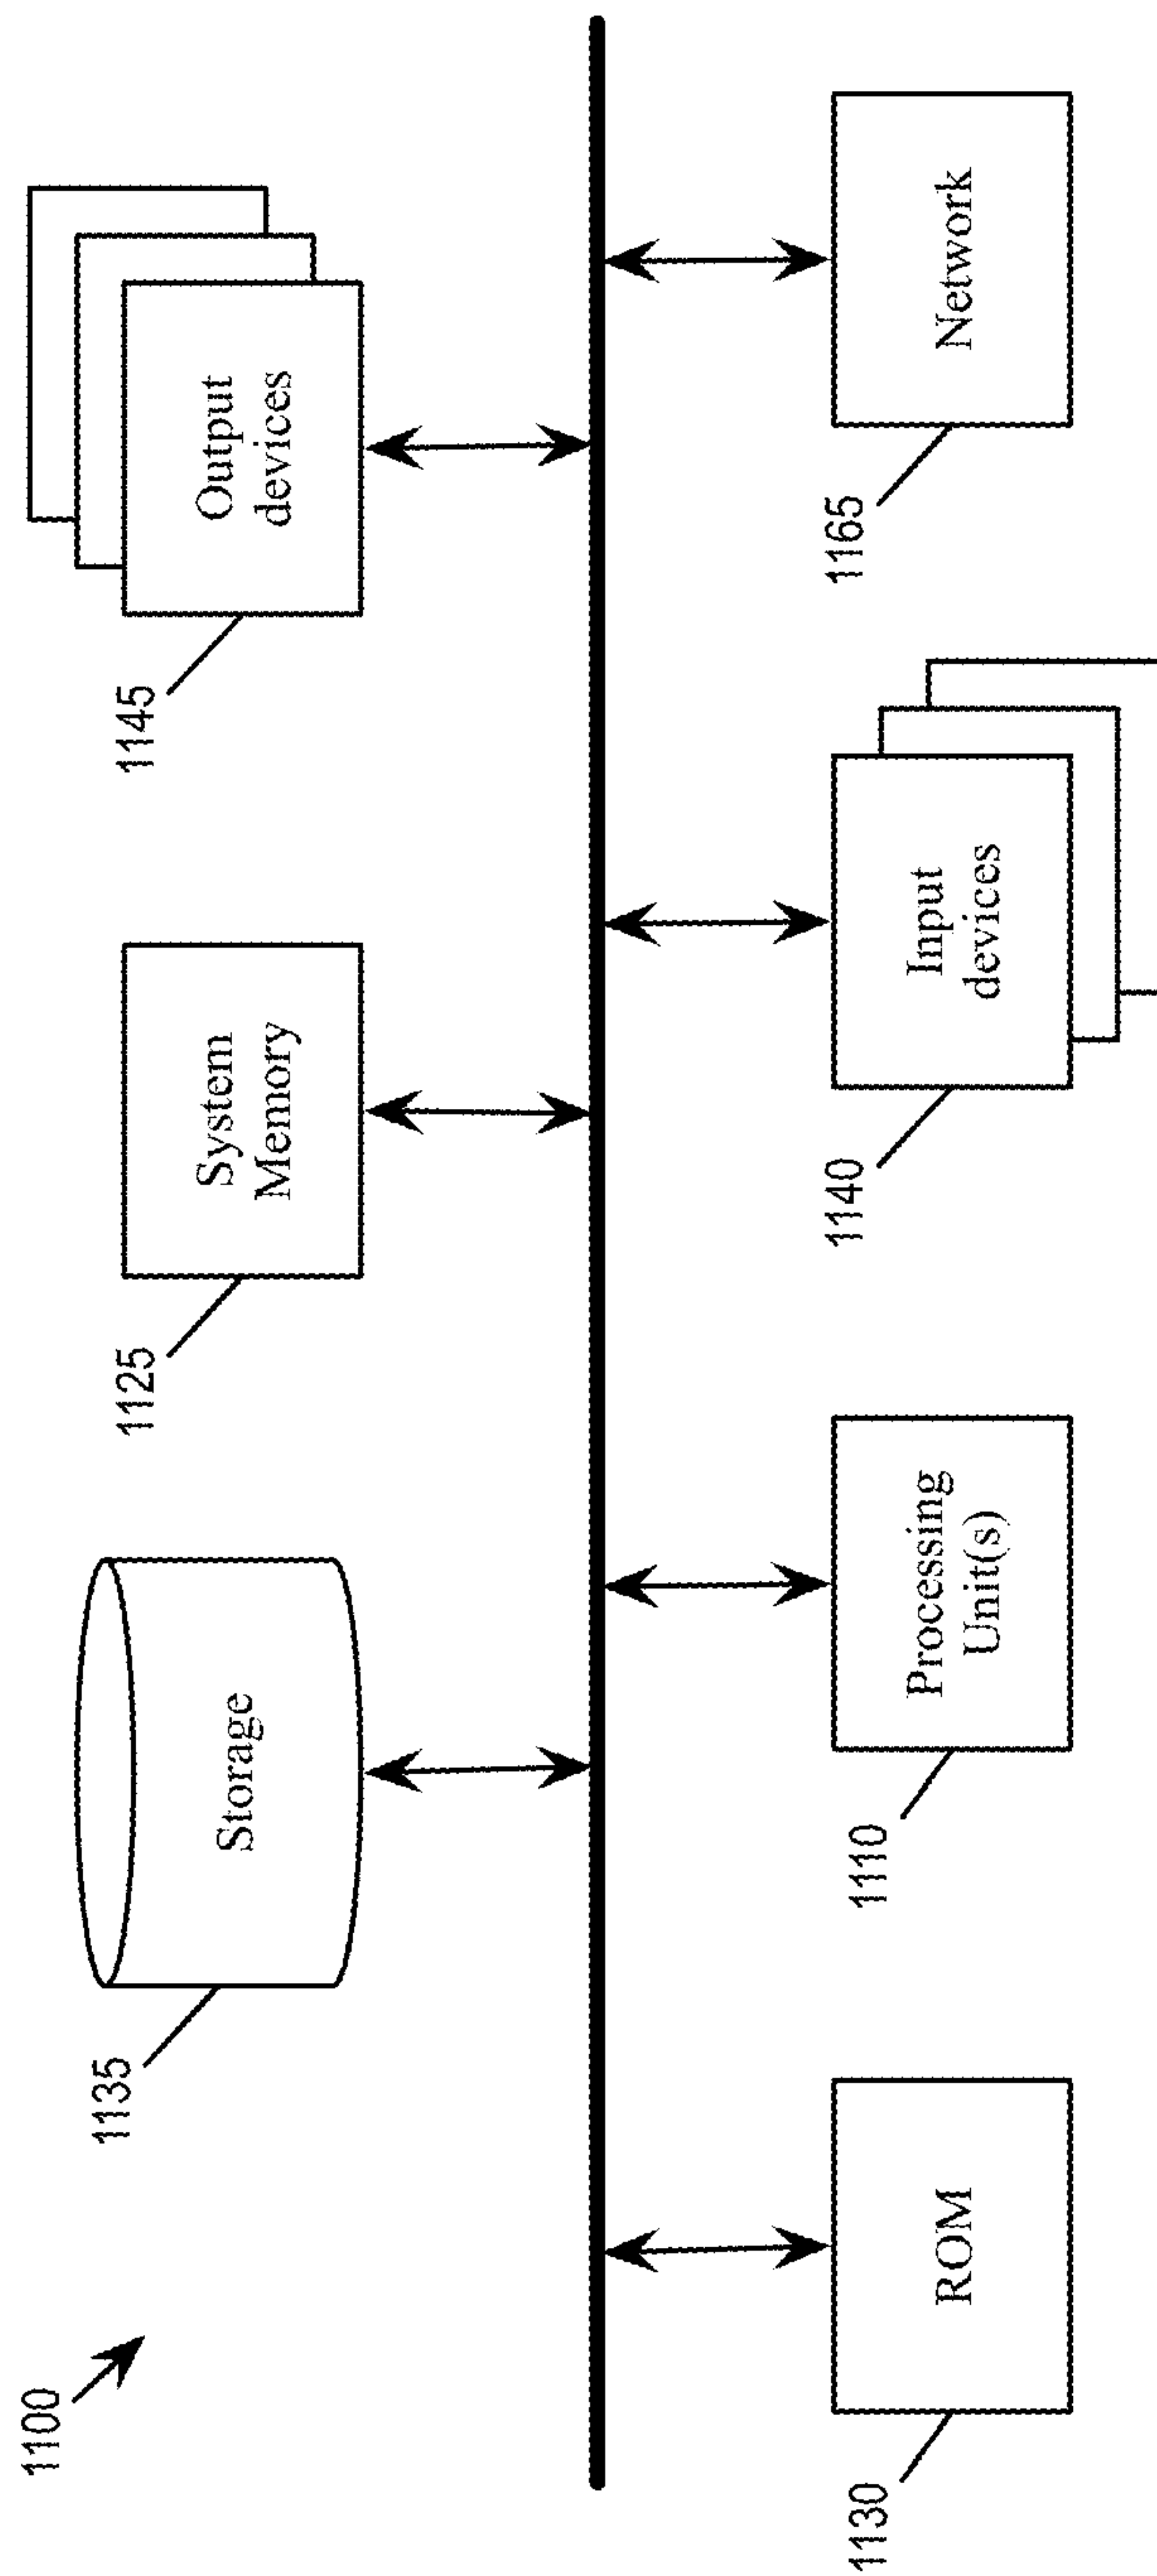 1100
1135
Storage
1125
System
Memory
1145
Output
devices
1130
ROM
1110
Processing
Unit(s)
1140
Input
devices
1165
Network